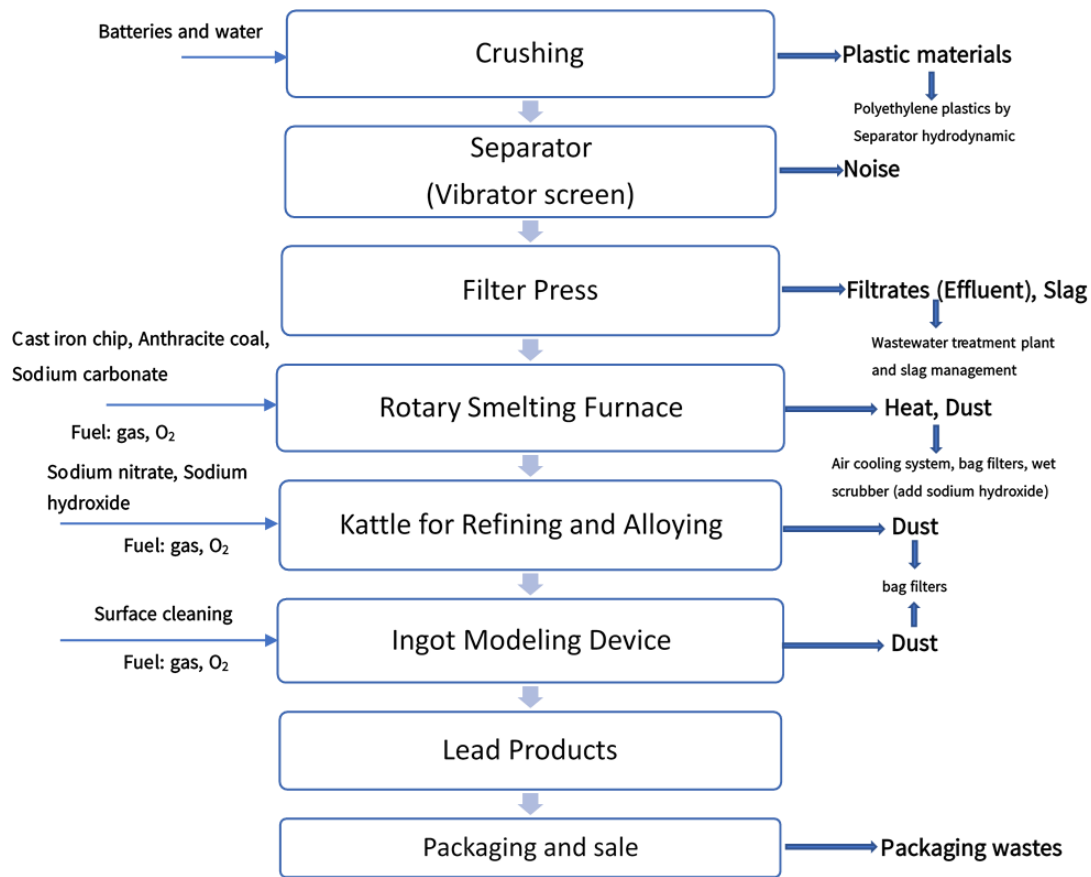 Batteries and water
Crushing
Plastic materials
Polyethylene plastics by
Separator hydrodynamic
Separator
(Vibrator screen)
Noise
Filter Press
Filtrates (Effluent), Slag
Wastewater treatment plant
and slag management
Cast iron chip, Anthracite coal,
Sodium carbonate
Fuel: gas, O₂
Rotary Smelting Furnace
Heat, Dust
Air cooling system, bag filters, wet
scrubber (add sodium hydroxide)
Sodium nitrate, Sodium
hydroxide
Fuel: gas, O₂
Kattle for Refining and Alloying
Dust
bag filters
Surface cleaning
Fuel: gas, O₂
Ingot Modeling Device
Dust
Lead Products
Packaging and sale
Packaging wastes